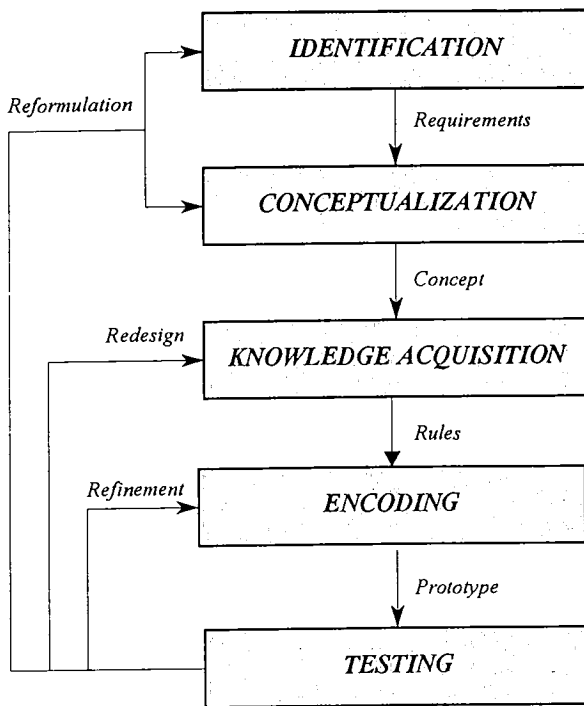 IDENTIFICATION
Reformulation
Requirements
CONCEPTUALIZATION
Concept
Redesign
KNOWLEDGE ACQUISITION
Rules
Refinement
ENCODING
Prototype
TESTING